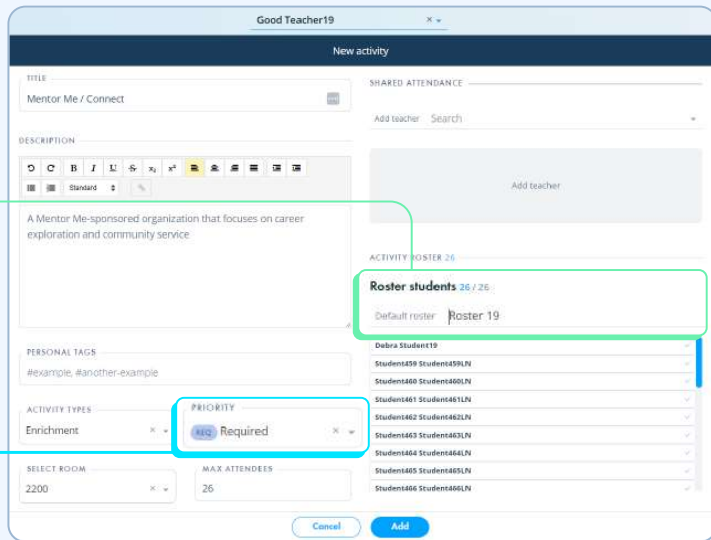 Good Teacher19
New activity
TITLE
Mentor Me / Connect
DESCRIPTION
B I U S x₂ x²
Standard
A Mentor Me-sponsored organization that focuses on career
exploration and community service
PERSONAL TAGS
#example, #another-example
ACTIVITY TYPES
Enrichment
PRIORITY
REQ Required
SELECT ROOM
2200
MAX ATTENDEES
26
SHARED ATTENDANCE
Add teacher Search
Add teacher
ACTIVITY ROSTER 26
Roster students 26 / 26
Default roster Roster 19
Debra Student19
Student459 Student459LN
Student460 Student460LN
Student461 Student461LN
Student462 Student462LN
Student463 Student463LN
Student464 Student464LN
Student465 Student465LN
Student466 Student466LN
Cancel Add